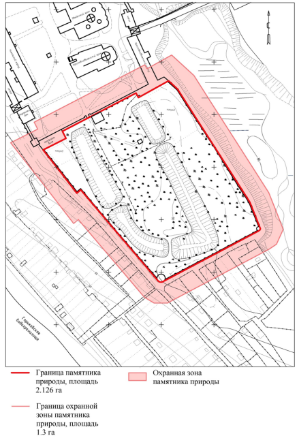 Граница памятника
природы, площадь
2.126 га
Охранная зона
памятника природы
Граница охранной
зоны памятника
природы, площадь
1.3 га